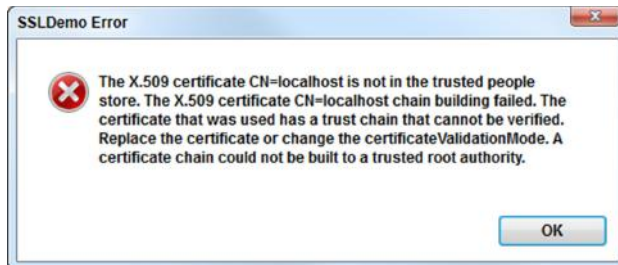 SSLDemo Error
The X.509 certificate CN=localhost is not in the trusted people
store. The X.509 certificate CN=localhost chain building failed. The
certificate that was used has a trust chain that cannot be verified.
Replace the certificate or change the certificateValidationMode. A
certificate chain could not be built to a trusted root authority.
OK